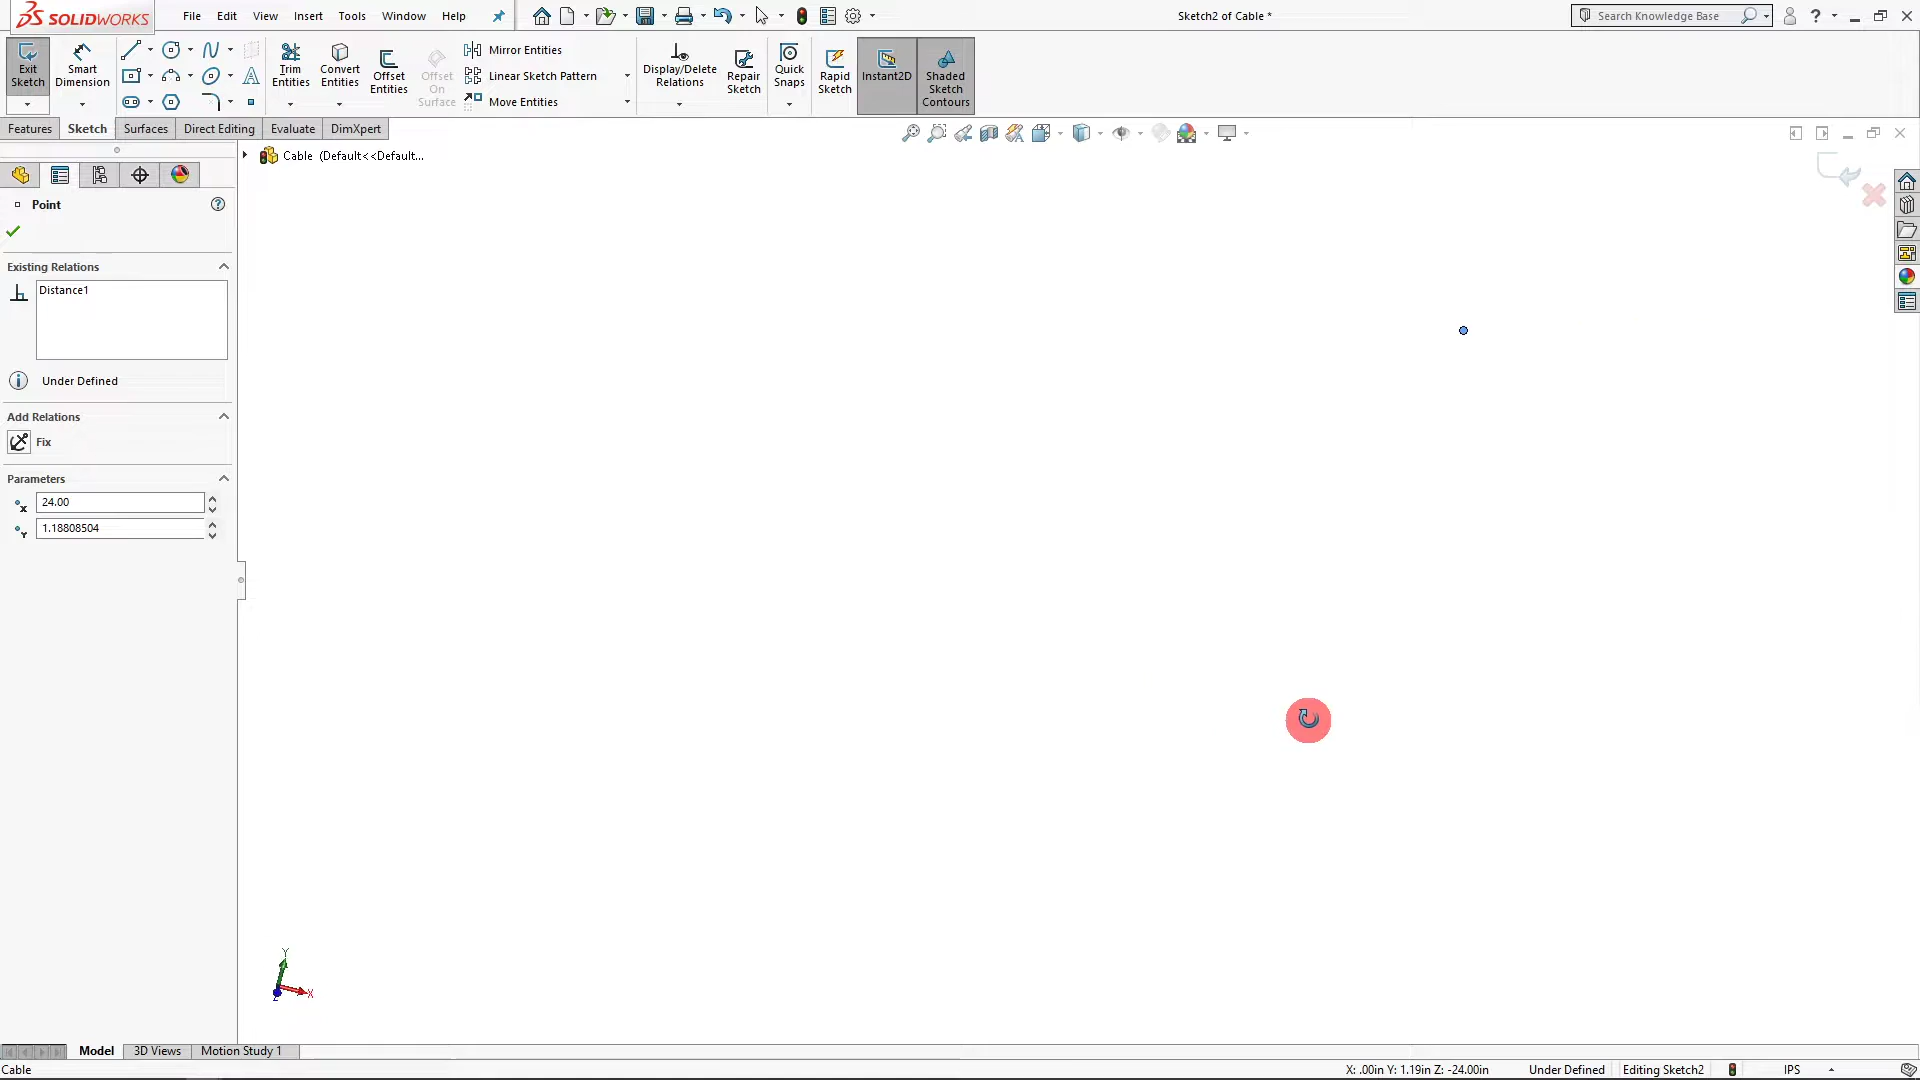 SOLIDWORKS
File Edit View Insert Tools Window Help
Sketch2 of Cable *
Search Knowledge Base
Exit Sketch
Smart Dimension
Trim Entities
Convert Entities
Offset Entities
Offset On Surface
Mirror Entities
Linear Sketch Pattern
Move Entities
Display/Delete Relations
Repair Sketch
Quick Snaps
Rapid Sketch
Instant2D
Shaded Sketch Contours
Features Sketch Surfaces Direct Editing Evaluate DimXpert
Cable (Default<<Default...
Point
Existing Relations
Distance1
Under Defined
Add Relations
Fix
Parameters
X 24.00
Y 1.18808504
Y
X
Z
Model 3D Views Motion Study 1
Cable
X: .00in Y: 1.19in Z: -24.00in Under Defined Editing Sketch2 IPS